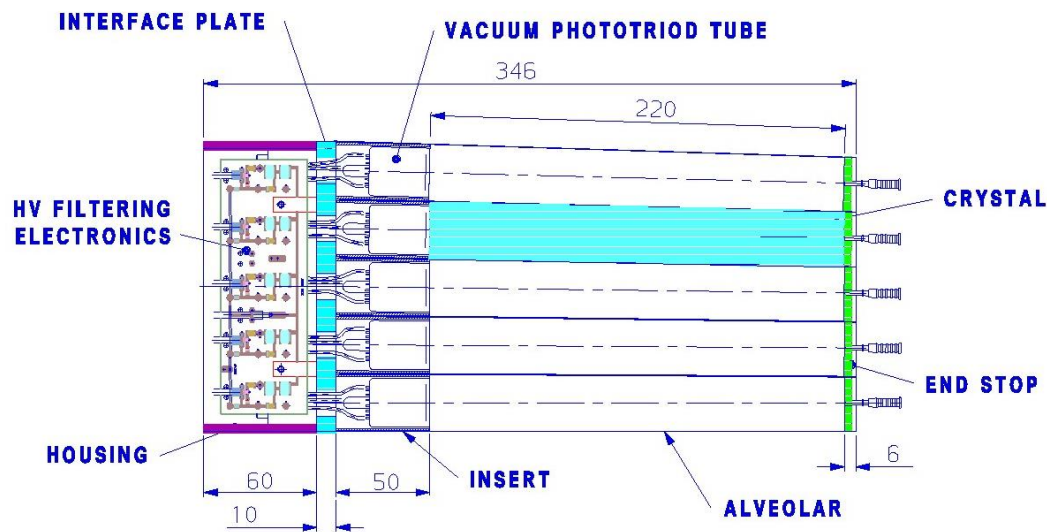 INTERFACE PLATE
VACUUM PHOTOTRIOD TUBE
346
220
CRYSTAL
HV FILTERING
ELECTRONICS
END STOP
HOUSING
INSERT
6
60
50
ALVEOLAR
10